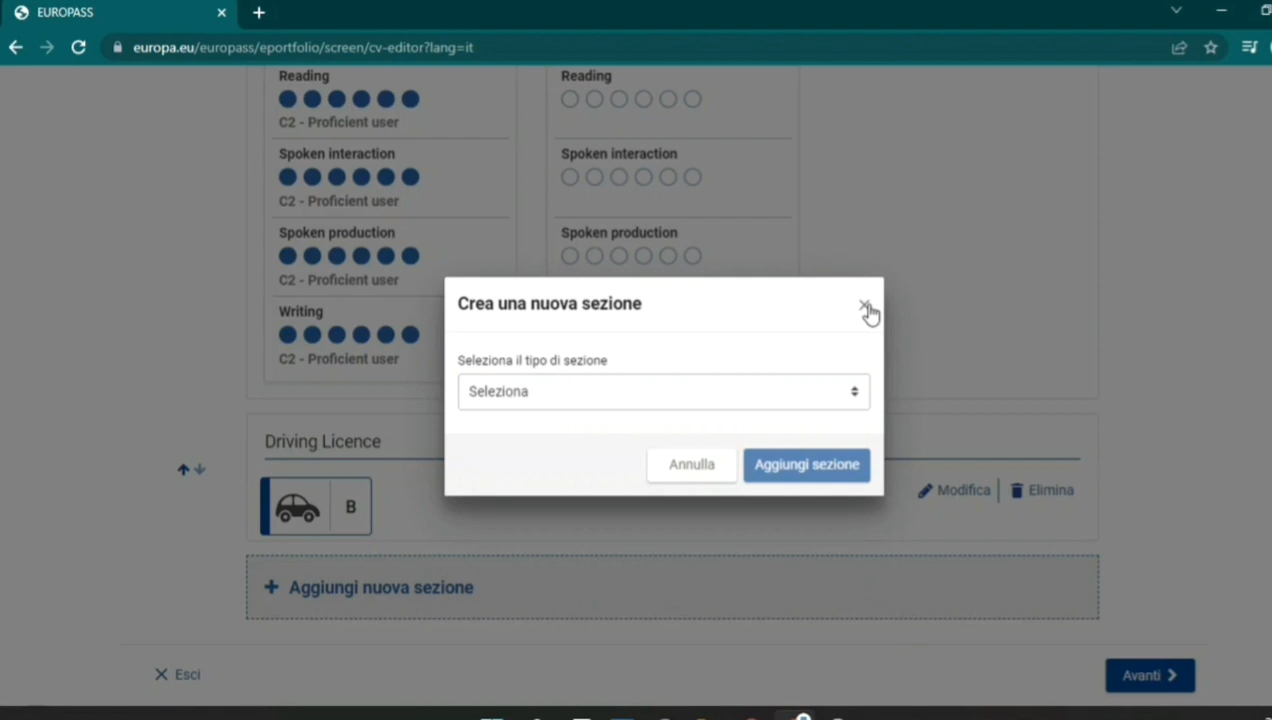 EUROPASS
europa.eu/europass/eportfolio/screen/cv-editor?lang=it
Reading
C2 - Proficient user
Spoken interaction
C2 - Proficient user
Spoken production
C2 - Proficient user
Writing
C2 - Proficient user
Reading
Spoken interaction
Spoken production
Crea una nuova sezione
Seleziona il tipo di sezione
Seleziona
Annulla Aggiungi sezione
Driving Licence
B
Modifica Elimina
+ Aggiungi nuova sezione
Esci
Avanti